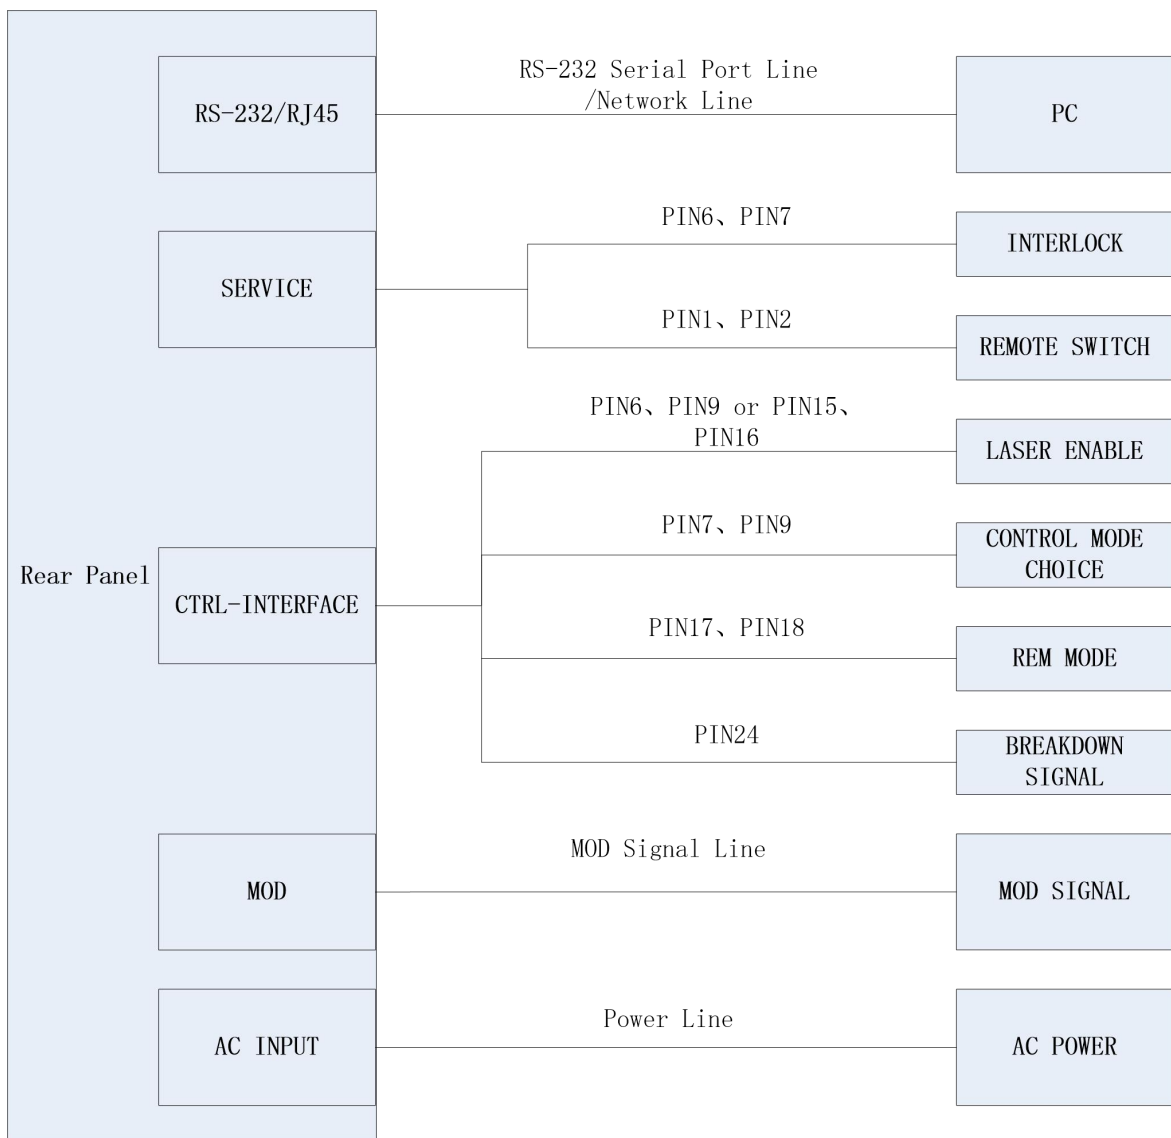 Rear Panel
RS-232/RJ45
RS-232 Serial Port Line
/Network Line
PC
SERVICE
PIN6、PIN7
INTERLOCK
PIN1、PIN2
REMOTE SWITCH
CTRL-INTERFACE
PIN6、PIN9 or PIN15、
PIN16
LASER ENABLE
PIN7、PIN9
CONTROL MODE
CHOICE
PIN17、PIN18
REM MODE
PIN24
BREAKDOWN
SIGNAL
MOD
MOD Signal Line
MOD SIGNAL
AC INPUT
Power Line
AC POWER